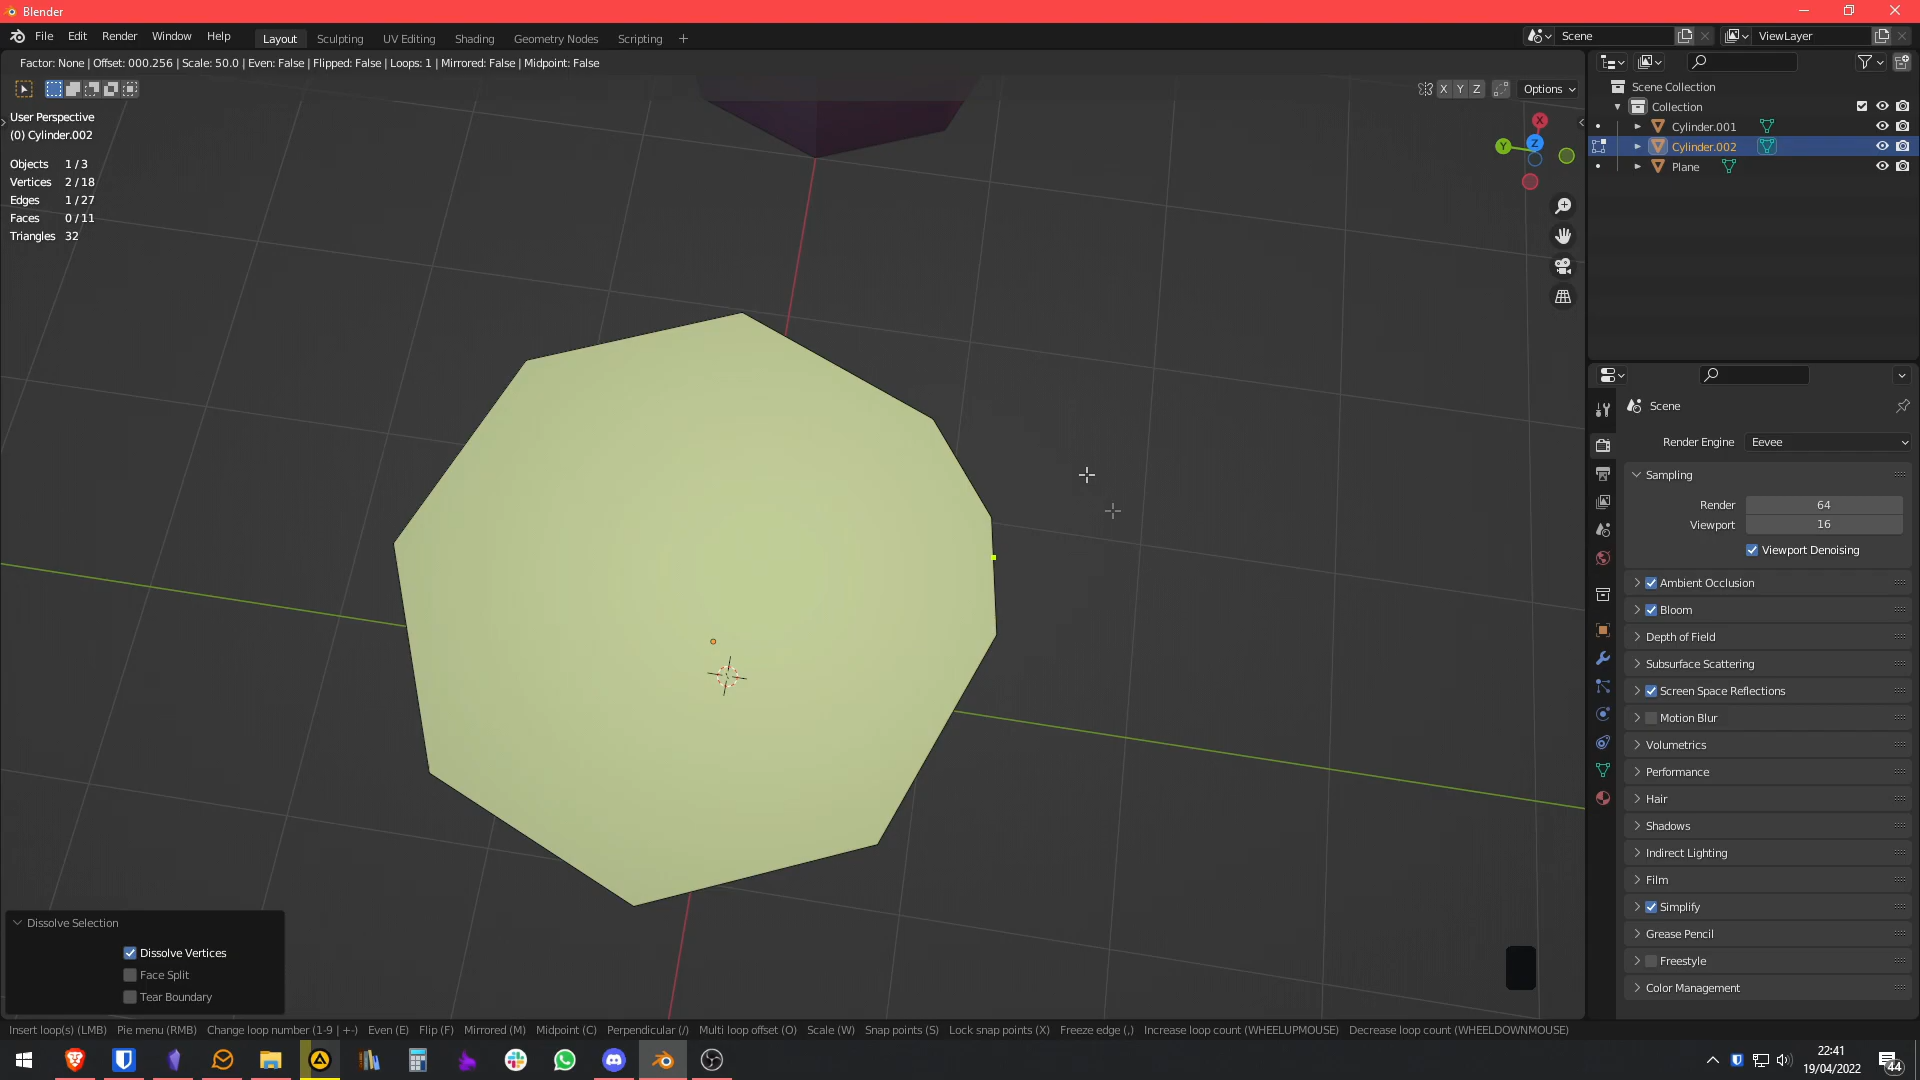 Blender
File Edit Render Window Help
Layout Sculpting UV Editing Shading Geometry Nodes Scripting
Scene
ViewLayer
Factor: None | Offset: 000.256 | Scale: 50.0 | Even: False | Flipped: False | Loops: 1 | Mirrored: False | Midpoint: False
X Y Z
Options
User Perspective
(0) Cylinder.002
Objects 1 / 3
Vertices 2 / 18
Edges 1 / 27
Faces 0 / 11
Triangles 32
X
Y
Z
Scene Collection
Collection
Cylinder.001
Cylinder.002
Plane
Scene
Render Engine Eevee
Sampling
Render 64
Viewport 16
Viewport Denoising
Ambient Occlusion
Bloom
Depth of Field
Subsurface Scattering
Screen Space Reflections
Motion Blur
Volumetrics
Performance
Hair
Shadows
Indirect Lighting
Film
Simplify
Grease Pencil
Freestyle
Color Management
Dissolve Selection
Dissolve Vertices
Face Split
Tear Boundary
Insert loop(s) (LMB) Pie menu (RMB) Change loop number (1-9 | +-) Even (E) Flip (F) Mirrored (M) Midpoint (C) Perpendicular (/) Multi loop offset (O) Scale (W) Snap points (S) Lock snap points (X) Freeze edge (,) Increase loop count (WHEELUPMOUSE) Decrease loop count (WHEELDOWNMOUSE)
22:41
19/04/2022
44